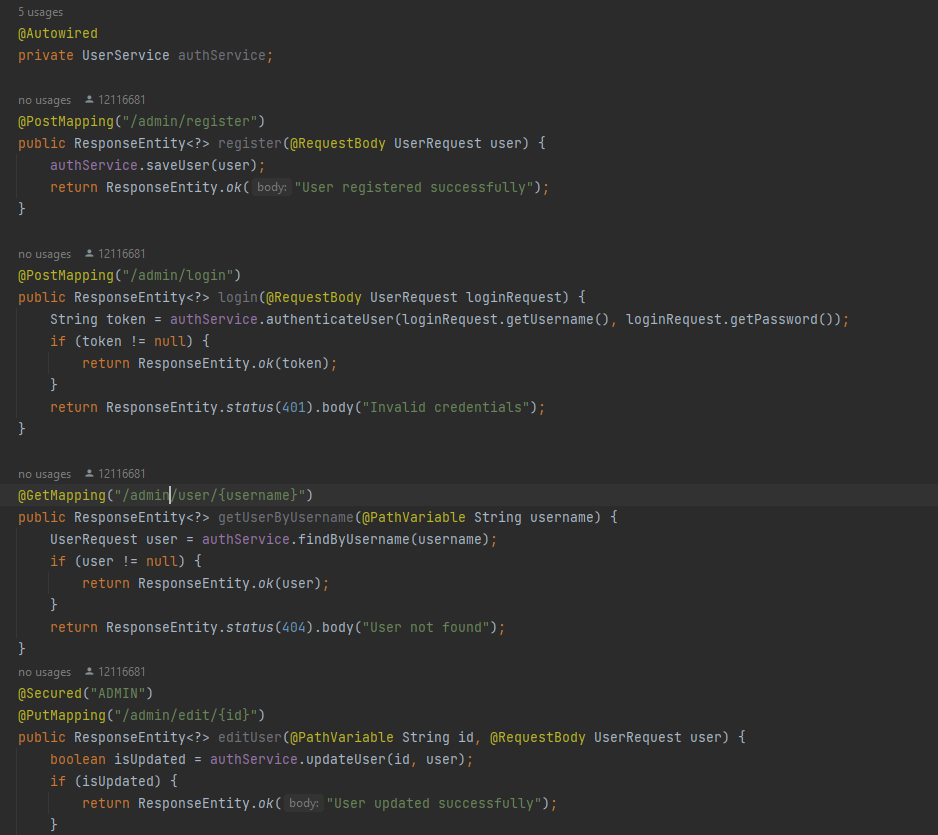 5 usages
@Autowired
private UserService authService;
no usages 12116681
@PostMapping("/admin/register")
public ResponseEntity<?> register(@RequestBody UserRequest user) {
authService.saveUser(user);
return ResponseEntity.ok( body: "User registered successfully");
}
no usages 12116681
@PostMapping("/admin/login")
public ResponseEntity<?> login(@RequestBody UserRequest loginRequest) {
String token = authService.authenticateUser(loginRequest.getUsername(), loginRequest.getPassword());
if (token != null) {
return ResponseEntity.ok(token);
}
return ResponseEntity.status(401).body("Invalid credentials");
}
no usages 12116681
@GetMapping("/admin/user/{username}")
public ResponseEntity<?> getUserByUsername(@PathVariable String username) {
UserRequest user = authService.findByUsername(username);
if (user != null) {
return ResponseEntity.ok(user);
}
return ResponseEntity.status(404).body("User not found");
}
no usages 12116681
@Secured("ADMIN")
@PutMapping("/admin/edit/{id}")
public ResponseEntity<?> editUser(@PathVariable String id, @RequestBody UserRequest user) {
boolean isUpdated = authService.updateUser(id, user);
if (isUpdated) {
return ResponseEntity.ok( body: "User updated successfully");
}